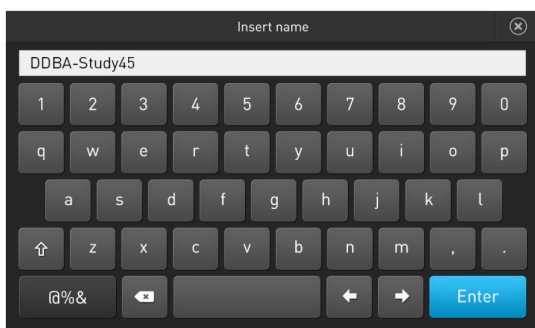 Insert name
DDBA-Study45
1 2 3 4 5 6 7 8 9 0
q w e r t y u i o p
a s d f g h j k l
z x c v b n m , .
@%& Enter